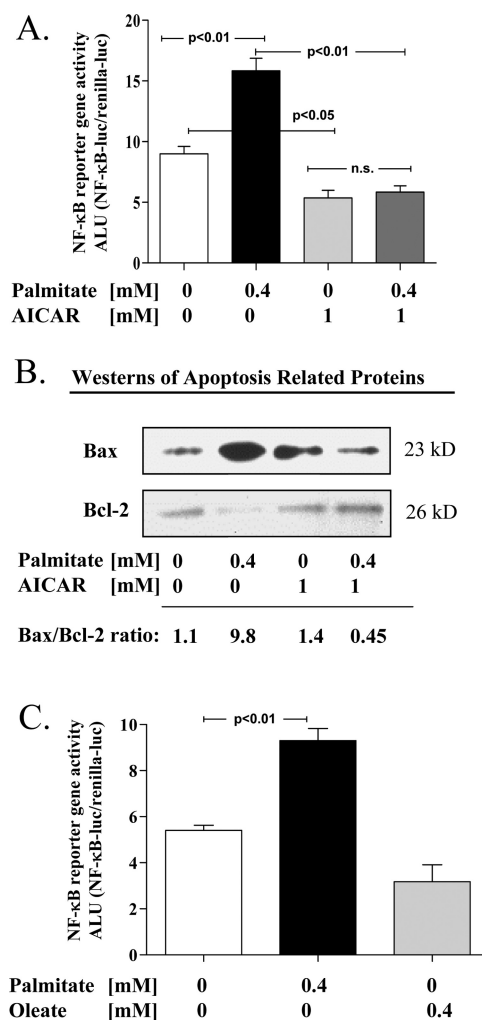 A.
NF-κB reporter gene activity
ALU (NF-κB-luc/renilla-luc)
20
15
10
5
0
p<0.01
p<0.01
p<0.05
n.s.
Palmitate [mM] 0 0.4 0 0.4
AICAR [mM] 0 0 1 1
B. Westerns of Apoptosis Related Proteins
Bax 23 kD
Bcl-2 26 kD
Palmitate [mM] 0 0.4 0 0.4
AICAR [mM] 0 0 1 1
Bax/Bcl-2 ratio: 1.1 9.8 1.4 0.45
C.
NF-κB reporter gene activity
ALU (NF-κB-luc/renilla-luc)
10
8
6
4
2
0
p<0.01
Palmitate [mM] 0 0.4 0
Oleate [mM] 0 0 0.4